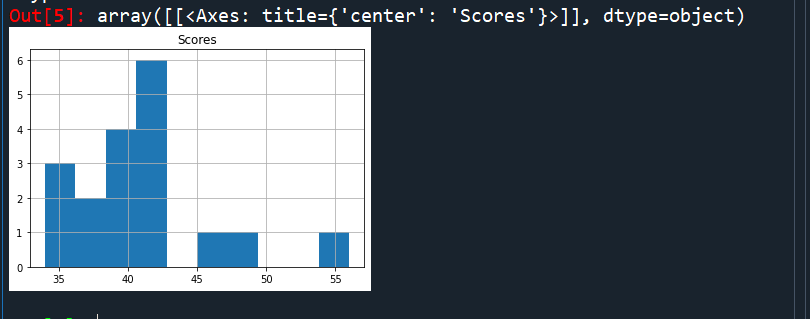 Out[5]: array([[<Axes: title={'center': 'Scores'}>]], dtype=object)
Scores
6
5
4
3
2
1
0
35 40 45 50 55